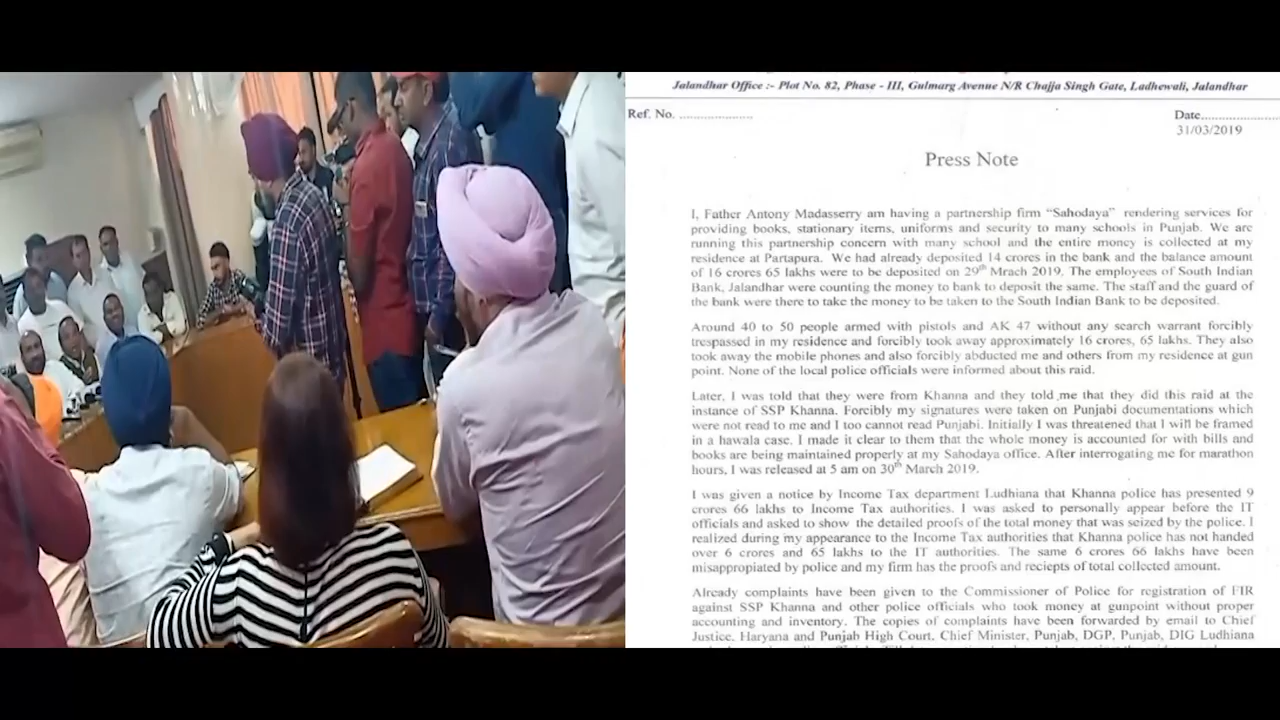 Jalandhar Office :- Plot No. 82, Phase - III, Gulmarg Avenue N/R Chajja Singh Gate, Ladhewali, Jalandhar
Ref. No. ......................
Date......................
31/03/2019
Press Note
I, Father Antony Madasserry am having a partnership firm “Sahodaya” rendering services for
providing books, stationary items, uniforms and security to many schools in Punjab. We are
running this partnership concern with many school and the entire money is collected at my
residence at Partapura. We had already deposited 14 crores in the bank and the balance amount
of 16 crores 65 lakhs were to be deposited on 29th Mrach 2019. The employees of South Indian
Bank, Jalandhar were counting the money to bank to deposit the same. The staff and the guard of
the bank were there to take the money to be taken to the South Indian Bank to be deposited.
Around 40 to 50 people armed with pistols and AK 47 without any search warrant forcibly
trespassed in my residence and forcibly took away approximately 16 crores, 65 lakhs. They also
took away the mobile phones and also forcibly abducted me and others from my residence at gun
point. None of the local police officials were informed about this raid.
Later, I was told that they were from Khanna and they told me that they did this raid at the
instance of SSP Khanna. Forcibly my signatures were taken on Punjabi documentations which
were not read to me and I too cannot read Punjabi. Initially I was threatened that I will be framed
in a hawala case. I made it clear to them that the whole money is accounted for with bills and
books are being maintained properly at my Sahodaya office. After interrogating me for marathon
hours, I was released at 5 am on 30th March 2019.
I was given a notice by Income Tax department Ludhiana that Khanna police has presented 9
crores 66 lakhs to Income Tax authorities. I was asked to personally appear before the IT
officials and asked to show the detailed proofs of the total money that was seized by the police. I
realized during my appearance to the Income Tax authorities that Khanna police has not handed
over 6 crores and 65 lakhs to the IT authorities. The same 6 crores 66 lakhs have been
misappropiated by police and my firm has the proofs and reciepts of total collected amount.
Already complaints have been given to the Commissioner of Police for registration of FIR
against SSP Khanna and other police officials who took money at gunpoint without proper
accounting and inventory. The copies of complaints have been forwarded by email to Chief
Justice, Haryana and Punjab High Court, Chief Minister, Punjab, DGP, Punjab, DIG Ludhiana